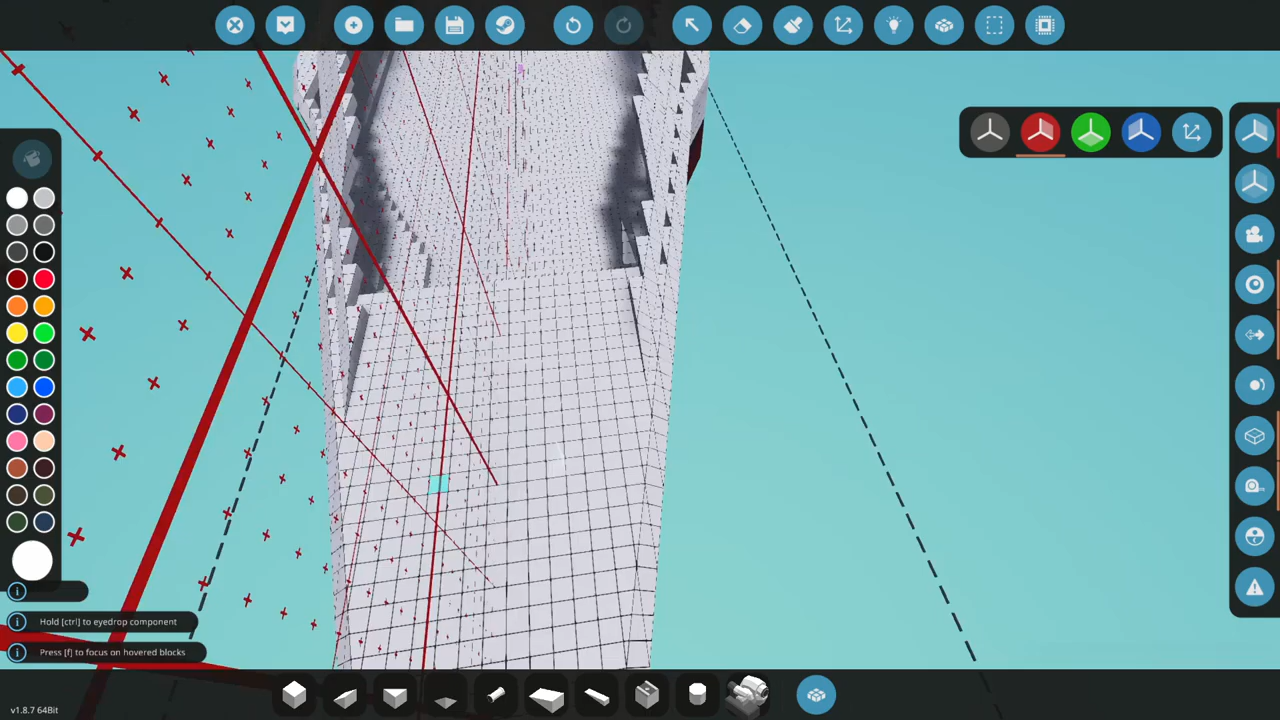 Hold [ctrl] to eyedrop component
Press [f] to focus on hovered blocks
v1.8.7 64Bit